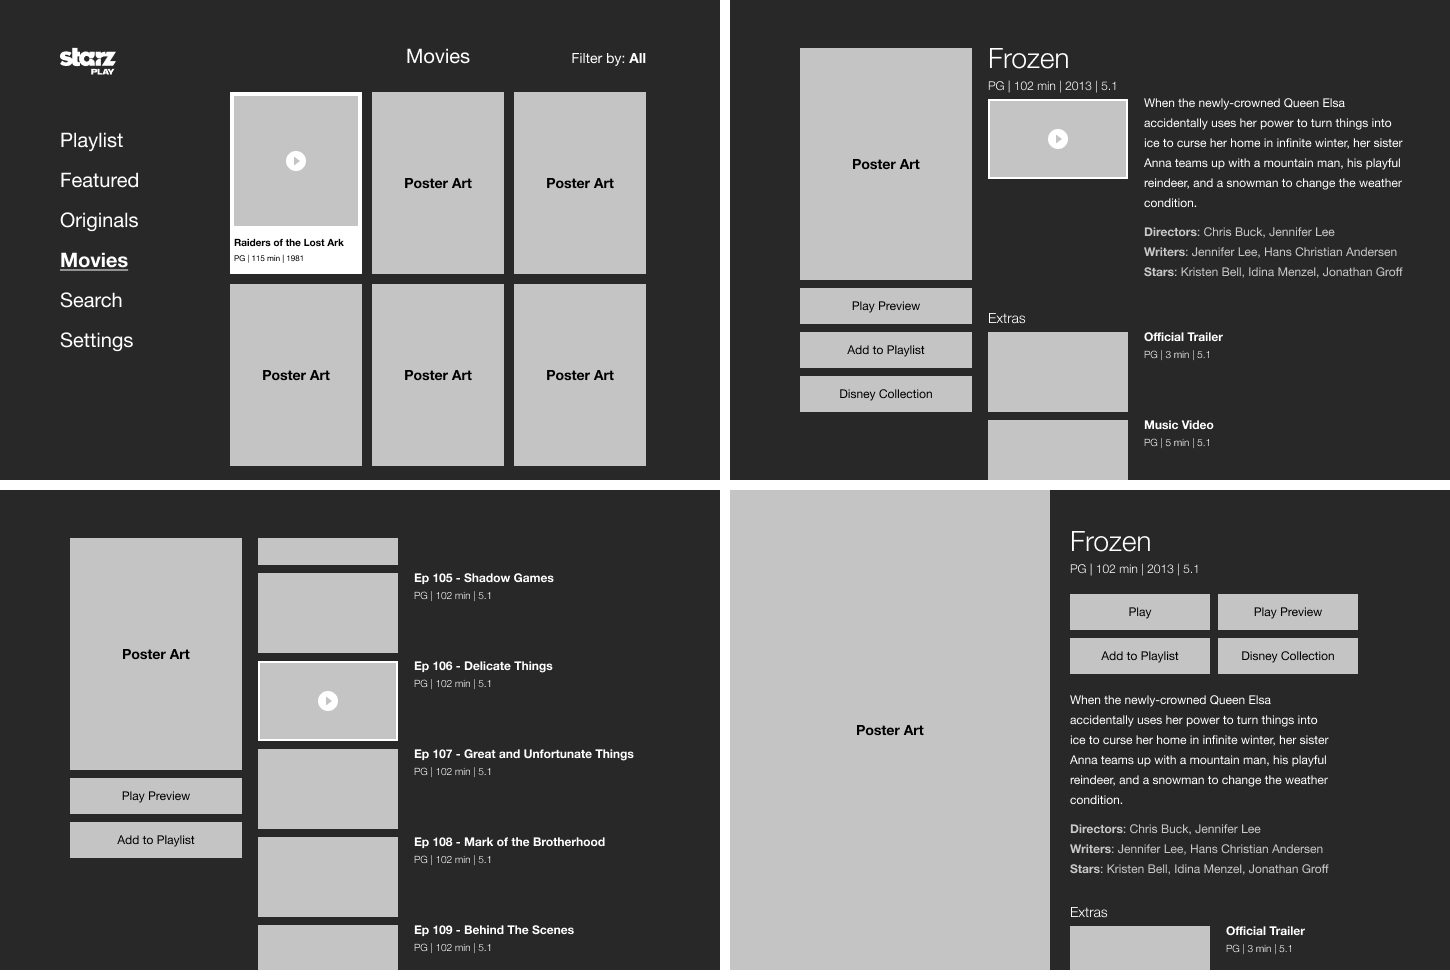 starz
PLAY
Movies
Filter by: All
Playlist
Featured
Originals
Movies
Search
Settings
Raiders of the Lost Ark
PG | 115 min | 1981
Poster Art
Poster Art
Poster Art
Poster Art
Poster Art
Poster Art
Play Preview
Add to Playlist
Disney Collection
Frozen
PG | 102 min | 2013 | 5.1
When the newly-crowned Queen Elsa
accidentally uses her power to turn things into
ice to curse her home in infinite winter, her sister
Anna teams up with a mountain man, his playful
reindeer, and a snowman to change the weather
condition.
Directors: Chris Buck, Jennifer Lee
Writers: Jennifer Lee, Hans Christian Andersen
Stars: Kristen Bell, Idina Menzel, Jonathan Groff
Extras
Official Trailer
PG | 3 min | 5.1
Music Video
PG | 5 min | 5.1
Poster Art
Play Preview
Add to Playlist
Ep 105 - Shadow Games
PG | 102 min | 5.1
Ep 106 - Delicate Things
PG | 102 min | 5.1
Ep 107 - Great and Unfortunate Things
PG | 102 min | 5.1
Ep 108 - Mark of the Brotherhood
PG | 102 min | 5.1
Ep 109 - Behind The Scenes
PG | 102 min | 5.1
Poster Art
Frozen
PG | 102 min | 2013 | 5.1
Play
Play Preview
Add to Playlist
Disney Collection
When the newly-crowned Queen Elsa
accidentally uses her power to turn things into
ice to curse her home in infinite winter, her sister
Anna teams up with a mountain man, his playful
reindeer, and a snowman to change the weather
condition.
Directors: Chris Buck, Jennifer Lee
Writers: Jennifer Lee, Hans Christian Andersen
Stars: Kristen Bell, Idina Menzel, Jonathan Groff
Extras
Official Trailer
PG | 3 min | 5.1